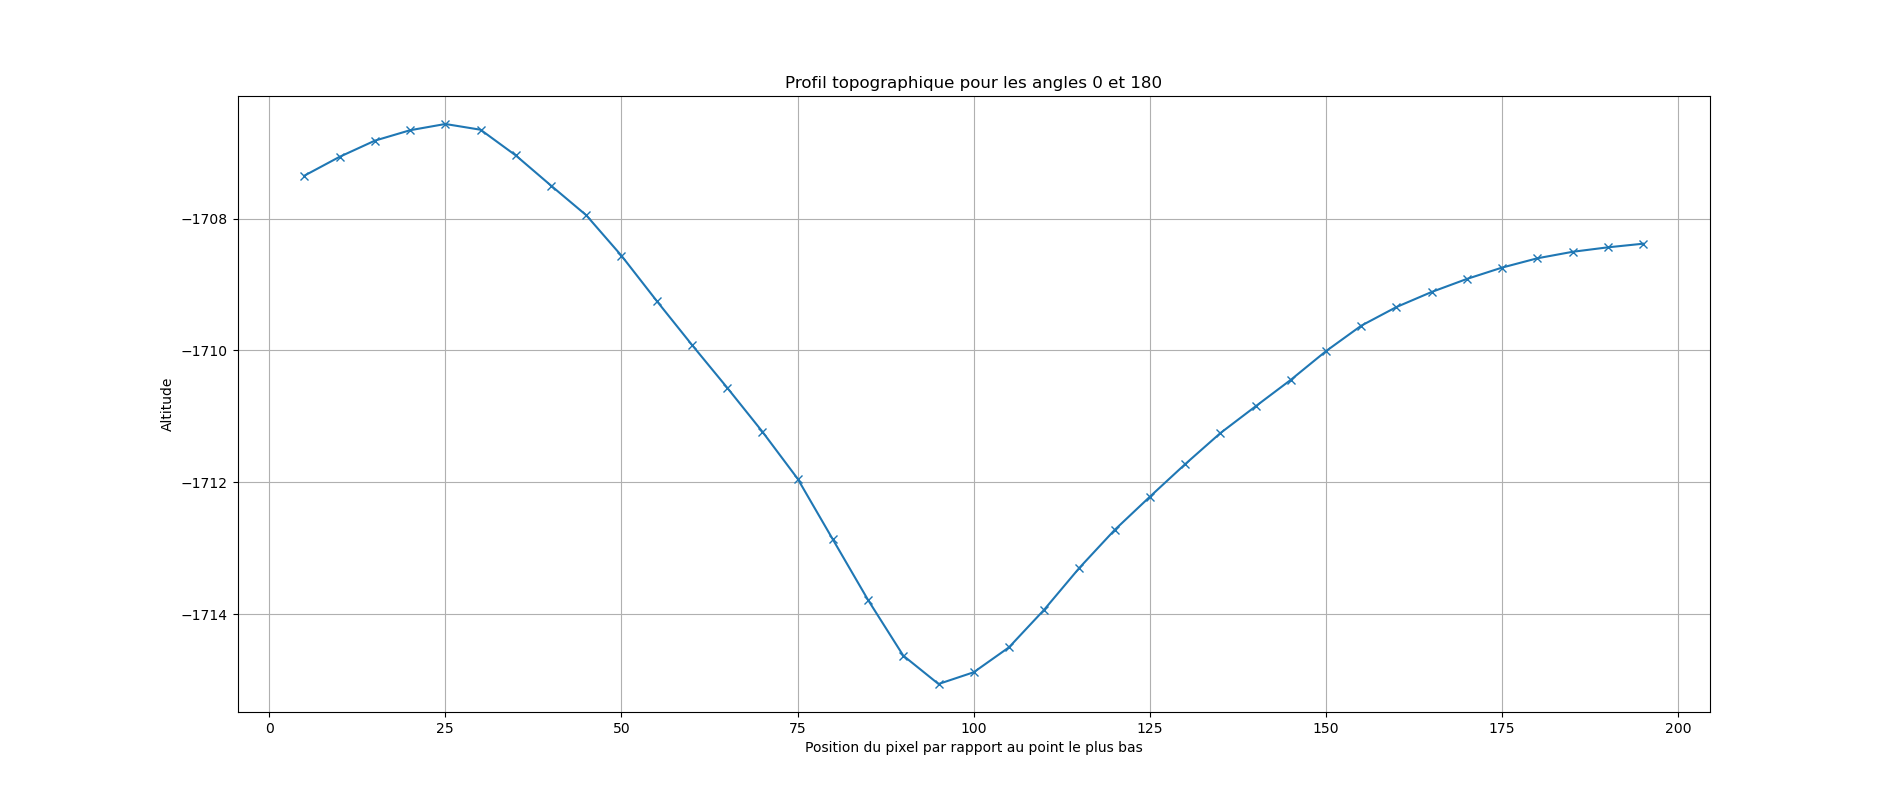 Profil topographique pour les angles 0 et 180
−1708
−1710
−1712
−1714
Altitude
0 25 50 75 100 125 150 175 200
Position du pixel par rapport au point le plus bas